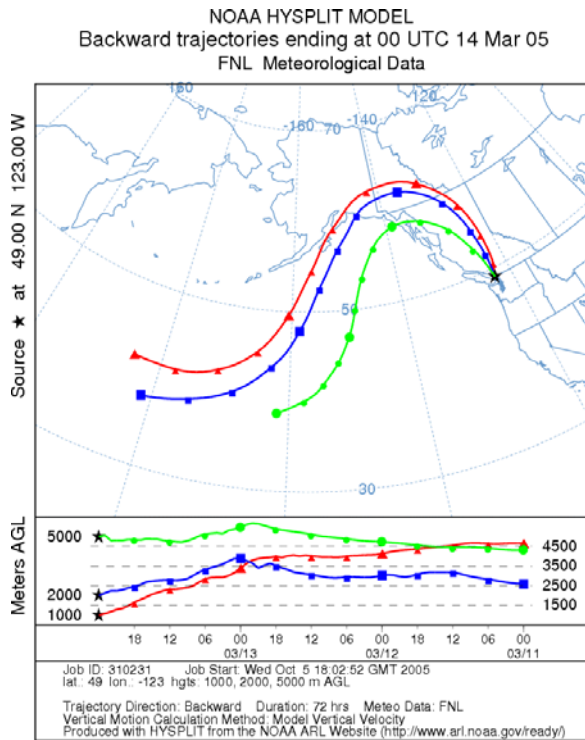 NOAA HYSPLIT MODEL
Backward trajectories ending at 00 UTC 14 Mar 05
FNL Meteorological Data
Source ★ at 49.00 N 123.00 W
-160
-140
120
-160
70
50
30
Meters AGL
5000
2000
1000
4500
3500
2500
1500
18 12 06 00 18 12 06 00 18 12 06 00
03/13 03/12 03/11
Job ID: 310231 Job Start: Wed Oct 5 18:02:52 GMT 2005
lat.: 49 lon.: -123 hgts: 1000, 2000, 5000 m AGL
Trajectory Direction: Backward Duration: 72 hrs Meteo Data: FNL
Vertical Motion Calculation Method: Model Vertical Velocity
Produced with HYSPLIT from the NOAA ARL Website (http://www.arl.noaa.gov/ready/)